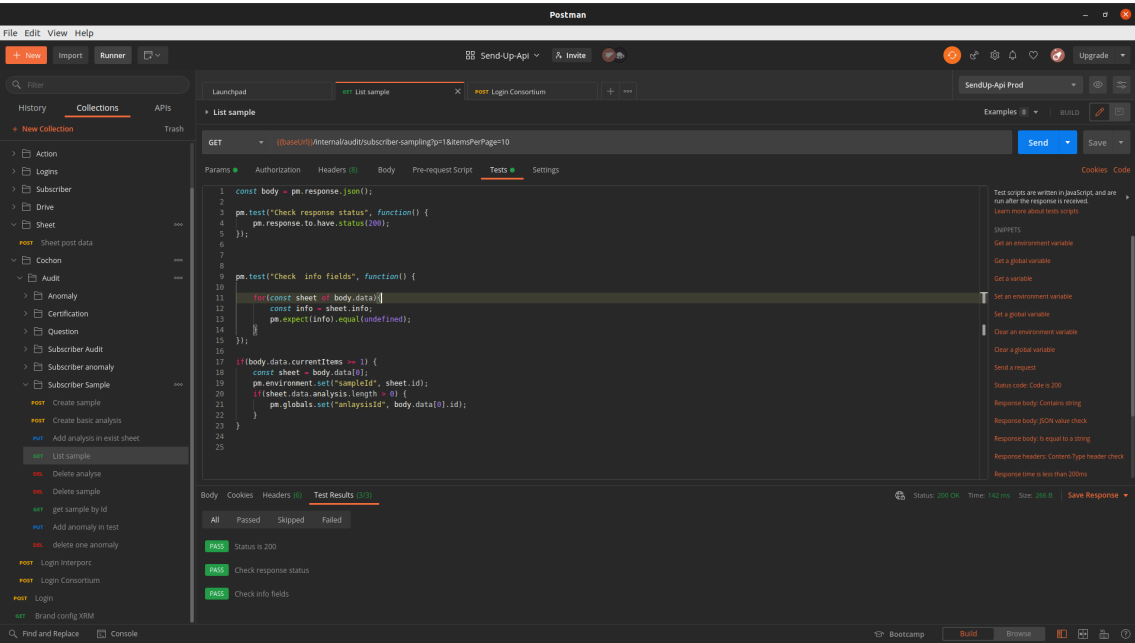 Postman
File Edit View Help
+ New Import Runner
Send-Up-Api Invite Upgrade
Filter
History Collections APIs
+ New Collection Trash
Action
Logins
Subscriber
Drive
Sheet
POST Sheet post data
Cochon
Audit
Anomaly
Certification
Question
Subscriber Audit
Subscriber anomaly
Subscriber Sample
POST Create sample
POST Create basic analysis
PUT Add analysis in exist sheet
GET List sample
DEL Delete analyse
DEL Delete sample
GET get sample by Id
PUT Add anomaly in test
DEL delete one anomaly
POST Login Interporc
POST Login Consortium
POST Login
GET Brand config XRM
Launchpad GET List sample X POST Login Consortium + SendUp-Api Prod
List sample Examples 0 BUILD
GET {{baseUrl}}/internal/audit/subscriber-sampling?p=1&itemsPerPage=10 Send Save
Params Authorization Headers (8) Body Pre-request Script Tests Settings Cookies Code
1 const body = pm.response.json();
2
3 pm.test("Check response status", function() {
4 pm.response.to.have.status(200);
5 });
6
7
8
9 pm.test("Check  info fields", function() {
10
11 for(const sheet of body.data){
12 const info = sheet.info;
13 pm.expect(info).equal(undefined);
14 }
15 });
16
17 if(body.data.currentItems >= 1) {
18 const sheet = body.data[0];
19 pm.environment.set("sampleId", sheet.id);
20 if(sheet.data.analysis.length > 0) {
21 pm.globals.set("anlaysisId", body.data[0].id);
22 }
23 }
24
25
Test scripts are written in JavaScript, and are
run after the response is received.
Learn more about tests scripts
SNIPPETS
Get an environment variable
Get a global variable
Get a variable
Set an environment variable
Set a global variable
Clear an environment variable
Clear a global variable
Send a request
Status code: Code is 200
Response body: Contains string
Response body: JSON value check
Response body: Is equal to a string
Response headers: Content-Type header check
Response time is less than 200ms
Body Cookies Headers (6) Test Results (3/3) Status: 200 OK Time: 142 ms Size: 266 B Save Response
All Passed Skipped Failed
PASS Status is 200
PASS Check response status
PASS Check info fields
Find and Replace Console Bootcamp Build Browse